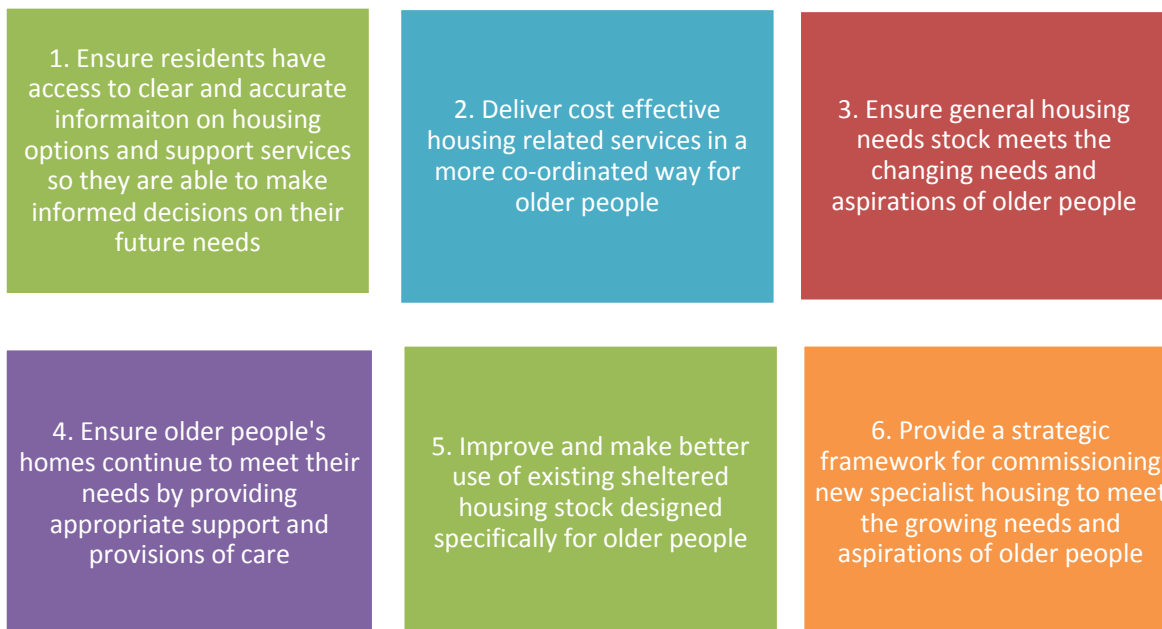 1. Ensure residents have
access to clear and accurate
informaiton on housing
options and support services
so they are able to make
informed decisions on their
future needs
2. Deliver cost effective
housing related services in a
more co-ordinated way for
older people
3. Ensure general housing
needs stock meets the
changing needs and
aspirations of older people
4. Ensure older people's
homes continue to meet their
needs by providing
appropriate support and
provisions of care
5. Improve and make better
use of existing sheltered
housing stock designed
specifically for older people
6. Provide a strategic
framework for commissioning
new specialist housing to meet
the growing needs and
aspirations of older people